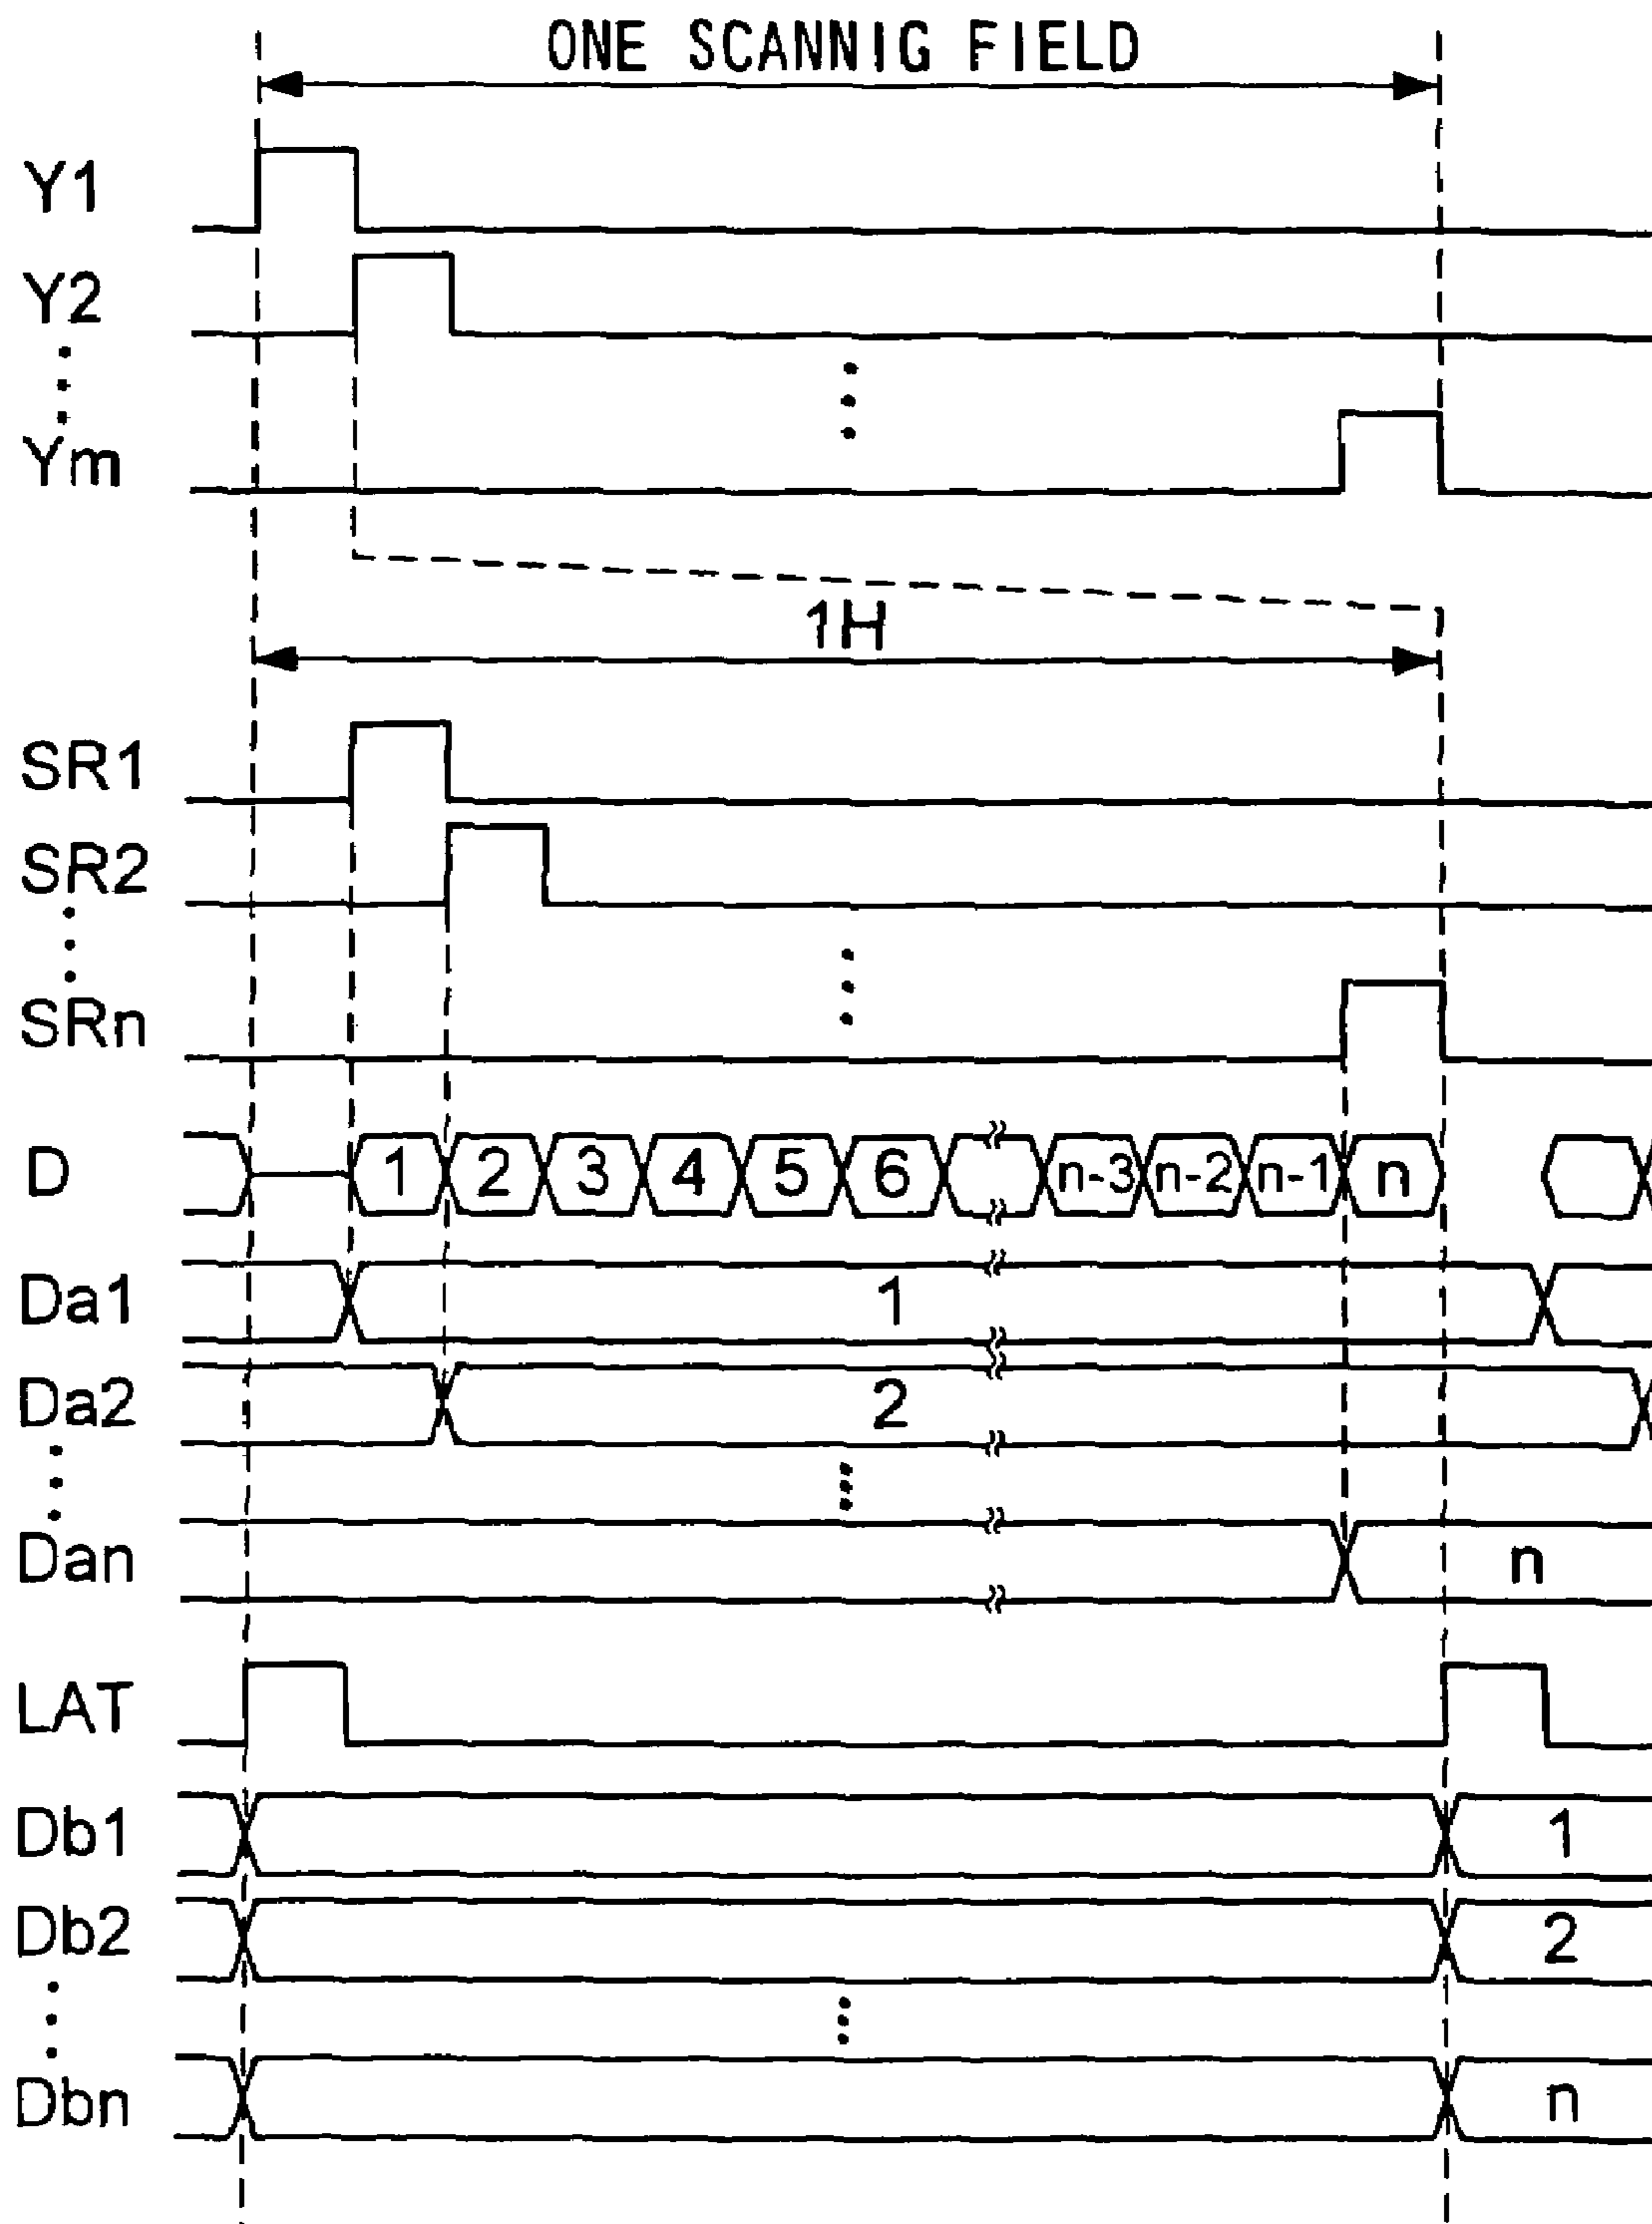 ONE SCANNIG FIELD
Y1
Y2
Ym
1H
SR1
SR2
SRn
D 1 2 3 4 5 6 n-3 n-2 n-1 n
Da1 1
Da2 2
Dan n
LAT
Db1 1
Db2 2
Dbn n